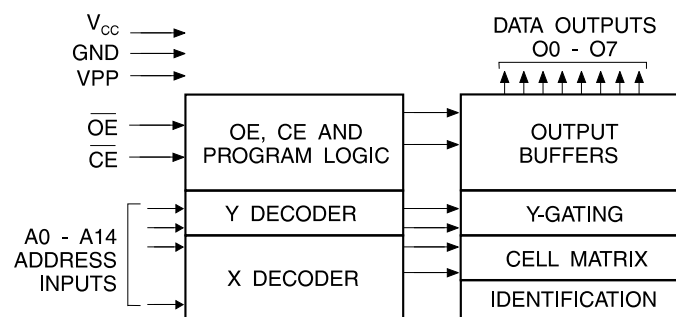 V_CC
GND
VPP
DATA OUTPUTS
O0 - O7
OE
CE
OE, CE AND
PROGRAM LOGIC
OUTPUT
BUFFERS
A0 - A14
ADDRESS
INPUTS
Y DECODER
Y-GATING
X DECODER
CELL MATRIX
IDENTIFICATION